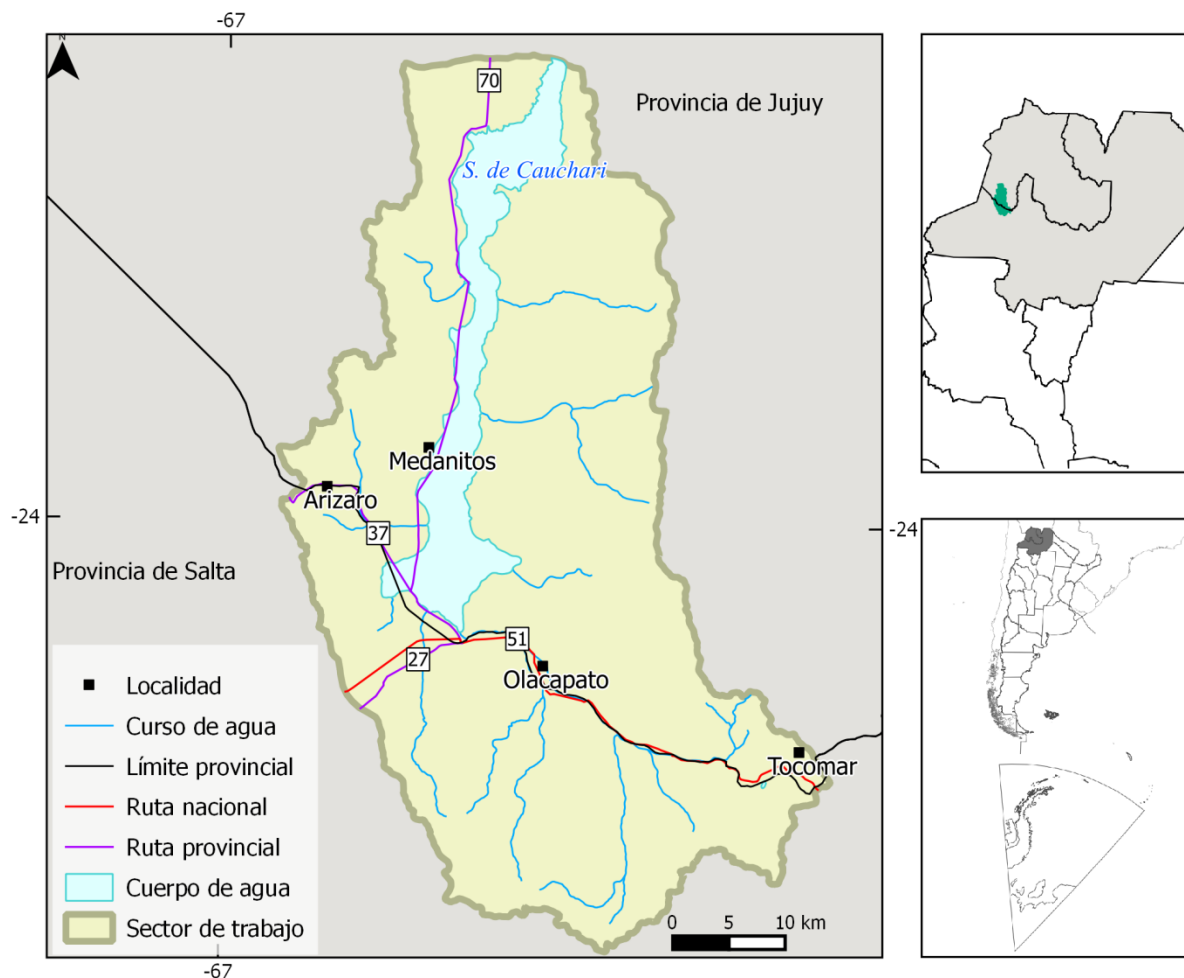 -67
N
70
Provincia de Jujuy
S. de Cauchari
Medanitos
Arizaro
-24
37
-24
Provincia de Salta
51
27
Olacapato
Tocomar
Localidad
Curso de agua
Límite provincial
Ruta nacional
Ruta provincial
Cuerpo de agua
Sector de trabajo
0 5 10 km
-67